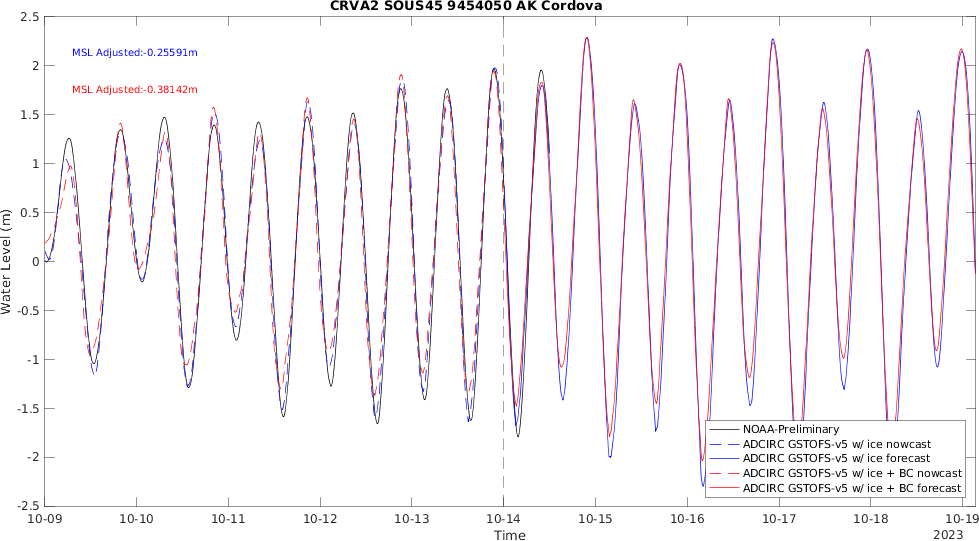 CRVA2 SOUS45 9454050 AK Cordova
2.5
2
1.5
1
0.5
0
-0.5
-1
-1.5
-2
-2.5
Water Level (m)
MSL Adjusted:-0.25591m
MSL Adjusted:-0.38142m
NOAA-Preliminary
ADCIRC GSTOFS-v5 w/ ice nowcast
ADCIRC GSTOFS-v5 w/ ice forecast
ADCIRC GSTOFS-v5 w/ ice + BC nowcast
ADCIRC GSTOFS-v5 w/ ice + BC forecast
10-09 10-10 10-11 10-12 10-13 10-14 10-15 10-16 10-17 10-18 10-19
Time
2023